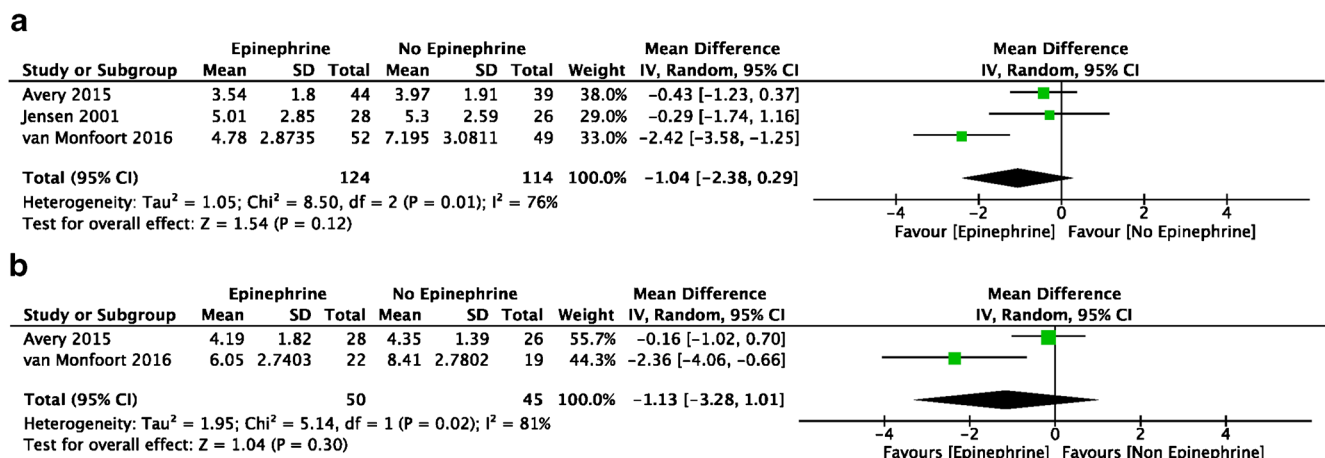 a
Epinephrine No Epinephrine Mean Difference Mean Difference
Study or Subgroup Mean SD Total Mean SD Total Weight IV, Random, 95% CI IV, Random, 95% CI
Avery 2015 3.54 1.8 44 3.97 1.91 39 38.0% −0.43 [−1.23, 0.37]
Jensen 2001 5.01 2.85 28 5.3 2.59 26 29.0% −0.29 [−1.74, 1.16]
van Monfoort 2016 4.78 2.8735 52 7.195 3.0811 49 33.0% −2.42 [−3.58, −1.25]
Total (95% CI) 124 114 100.0% −1.04 [−2.38, 0.29]
Heterogeneity: Tau² = 1.05; Chi² = 8.50, df = 2 (P = 0.01); I² = 76%
Test for overall effect: Z = 1.54 (P = 0.12)
−4 −2 0 2 4
Favour [Epinephrine] Favour [No Epinephrine]
b
Epinephrine No Epinephrine Mean Difference Mean Difference
Study or Subgroup Mean SD Total Mean SD Total Weight IV, Random, 95% CI IV, Random, 95% CI
Avery 2015 4.19 1.82 28 4.35 1.39 26 55.7% −0.16 [−1.02, 0.70]
van Monfoort 2016 6.05 2.7403 22 8.41 2.7802 19 44.3% −2.36 [−4.06, −0.66]
Total (95% CI) 50 45 100.0% −1.13 [−3.28, 1.01]
Heterogeneity: Tau² = 1.95; Chi² = 5.14, df = 1 (P = 0.02); I² = 81%
Test for overall effect: Z = 1.04 (P = 0.30)
−4 −2 0 2 4
Favours [Epinephrine] Favours [Non Epinephrine]